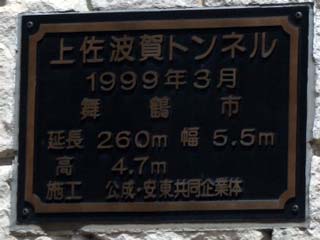 上佐波賀トンネル
1999年3月
舞鶴市
延長 260m 幅 5.5m
高 4.7m
施工 公成・安東共同企業体